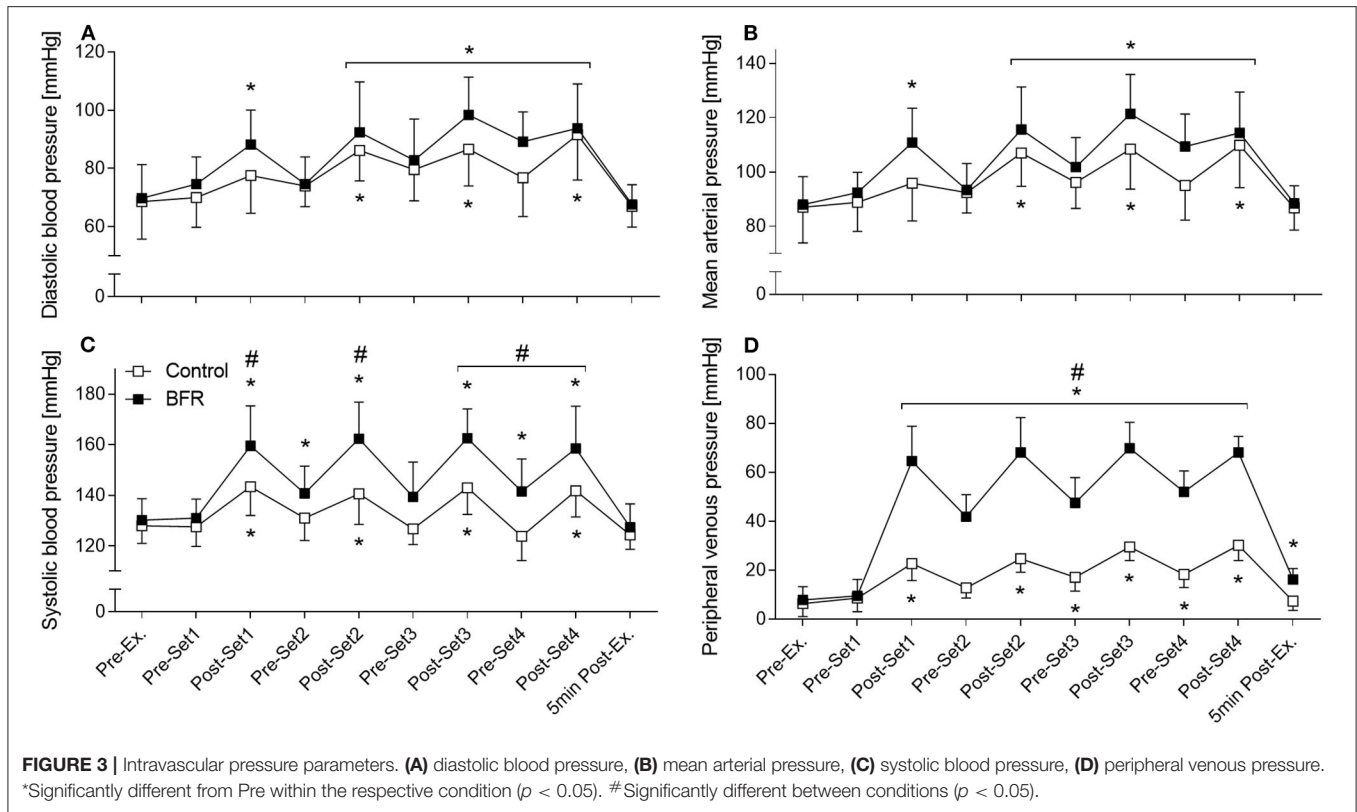 A
Diastolic blood pressure [mmHg]
120
100
80
60
0
*
*
*
*
*
B
Mean arterial pressure [mmHg]
140
120
100
80
0
*
*
*
*
*
C
Systolic blood pressure [mmHg]
Control
BFR
180
160
140
120
0
#
#
#
*
*
*
*
*
*
*
*
*
*
Pre-Ex.
Pre-Set1
Post-Set1
Pre-Set2
Post-Set2
Pre-Set3
Post-Set3
Pre-Set4
Post-Set4
5min Post-Ex.
D
Peripheral venous pressure [mmHg]
100
80
60
40
20
0
#
*
*
*
*
*
*
*
*
Pre-Ex.
Pre-Set1
Post-Set1
Pre-Set2
Post-Set2
Pre-Set3
Post-Set3
Pre-Set4
Post-Set4
5min Post-Ex.
FIGURE 3 | Intravascular pressure parameters. (A) diastolic blood pressure, (B) mean arterial pressure, (C) systolic blood pressure, (D) peripheral venous pressure.
*Significantly different from Pre within the respective condition (p < 0.05). #Significantly different between conditions (p < 0.05).